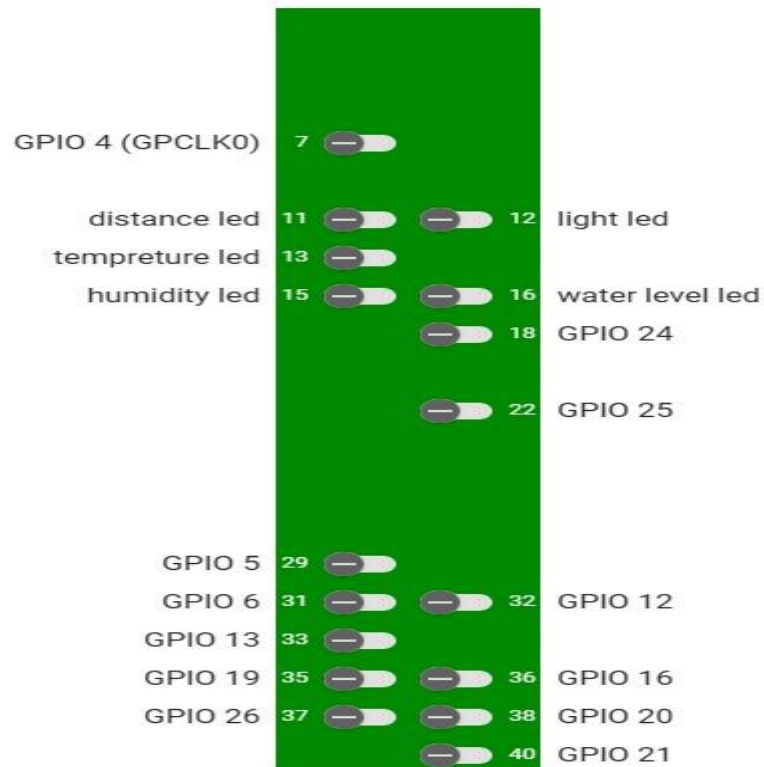 GPIO 4 (GPCLK0) 7
distance led 11 12 light led
tempreture led 13
humidity led 15 16 water level led
18 GPIO 24
22 GPIO 25
GPIO 5 29
GPIO 6 31 32 GPIO 12
GPIO 13 33
GPIO 19 35 36 GPIO 16
GPIO 26 37 38 GPIO 20
40 GPIO 21